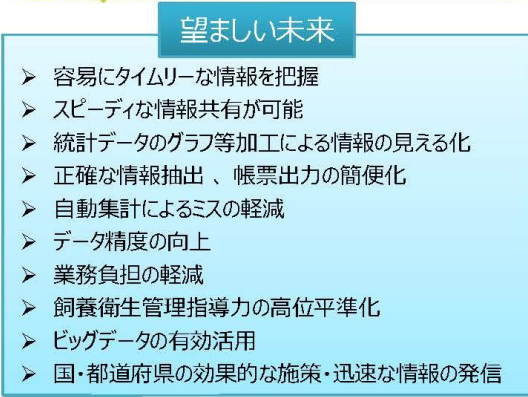 望ましい未来
➢ 容易にタイムリーな情報を把握
➢ スピーディな情報共有が可能
➢ 統計データのグラフ等加工による情報の見える化
➢ 正確な情報抽出 、帳票出力の簡便化
➢ 自動集計によるミスの軽減
➢ データ精度の向上
➢ 業務負担の軽減
➢ 飼養衛生管理指導力の高位平準化
➢ ビッグデータの有効活用
➢ 国・都道府県の効果的な施策・迅速な情報の発信